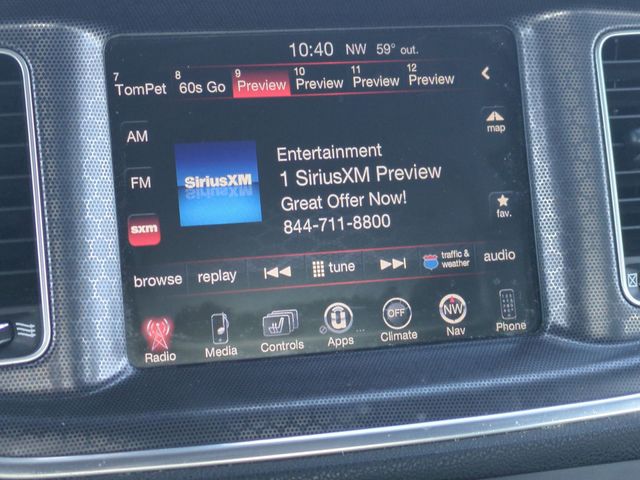 10:40 NW 59° out.
7 8 9 10 11 12
TomPet 60s Go Preview Preview Preview Preview
AM
map
SiriusXM
Entertainment
1 SiriusXM Preview
FM
Great Offer Now!
fav.
844-711-8800
sxm
browse replay tune traffic & weather audio
OFF NW
Radio Media Controls Apps Climate Nav Phone